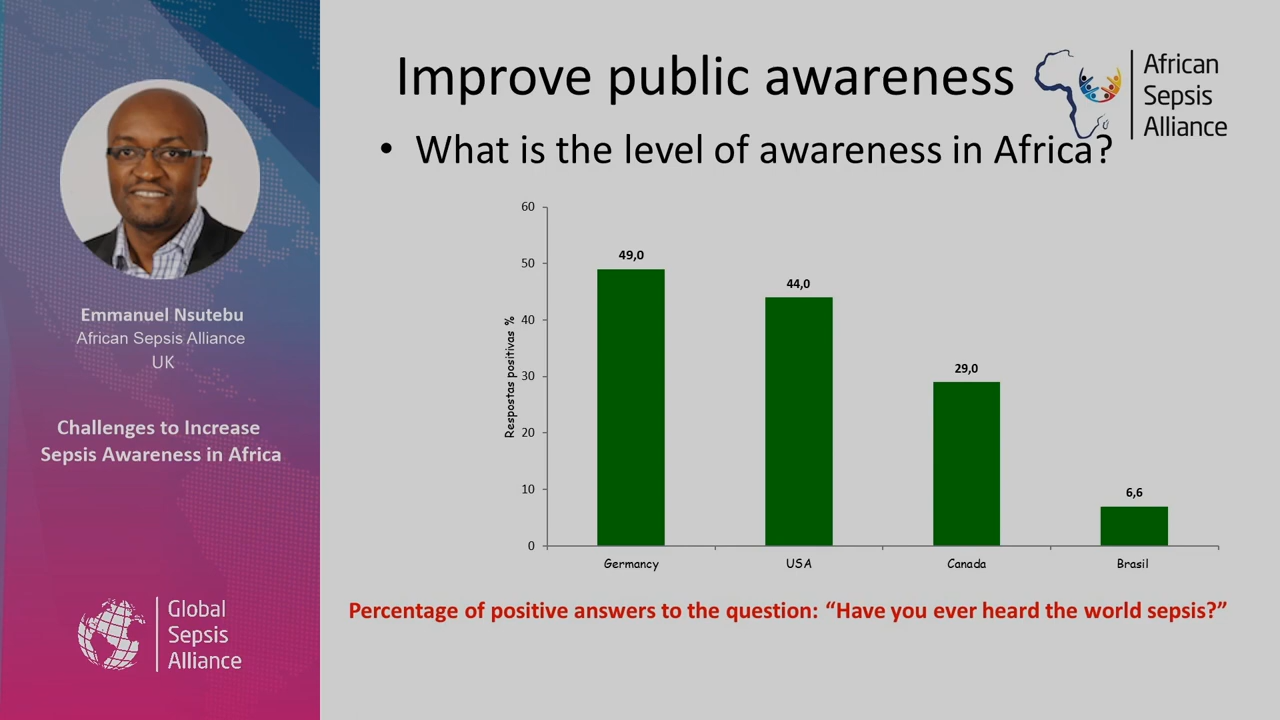 Improve public awareness
African
Sepsis
Alliance
• What is the level of awareness in Africa?
Emmanuel Nsutebu
African Sepsis Alliance
UK
Challenges to Increase
Sepsis Awareness in Africa
Global
Sepsis
Alliance
Respostas positivas %
60
50
40
30
20
10
0
49,0
44,0
29,0
6,6
Germancy USA Canada Brasil
Percentage of positive answers to the question: “Have you ever heard the world sepsis?”